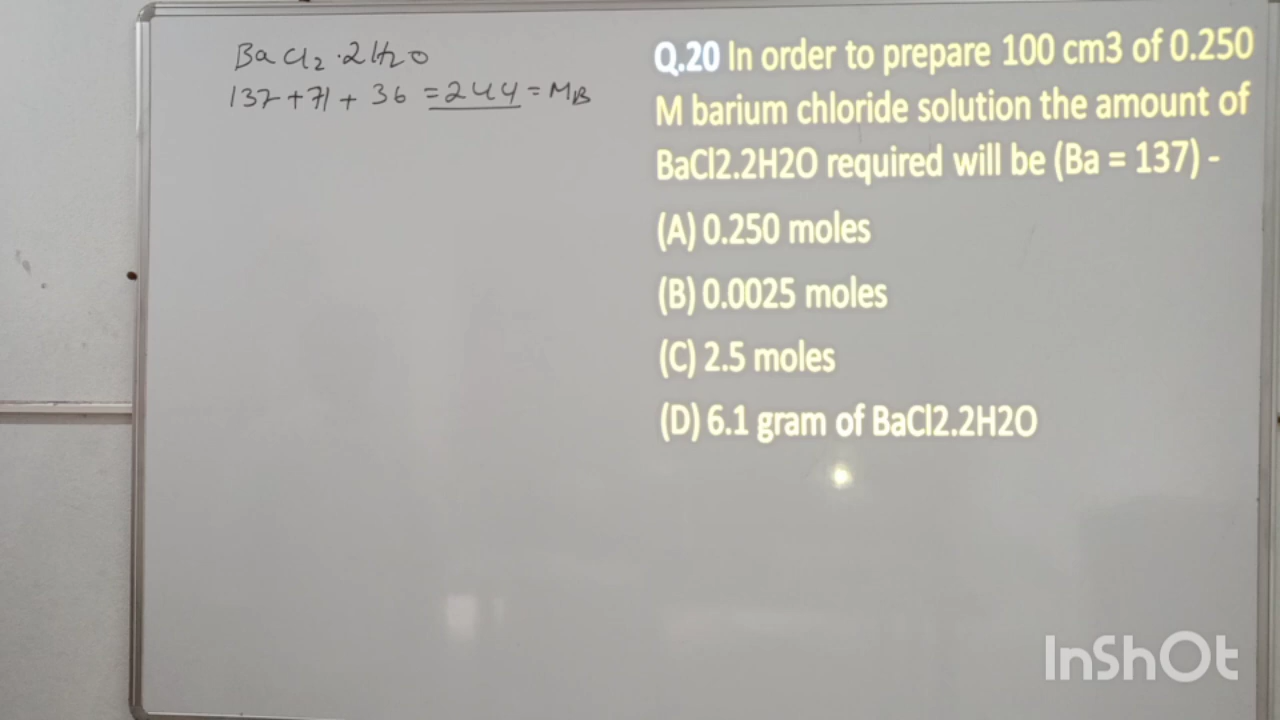 BaCl2·2H2O
137+71+36 =244=MB
Q.20 In order to prepare 100 cm3 of 0.250
M barium chloride solution the amount of
BaCl2.2H2O required will be (Ba = 137) -
(A) 0.250 moles
(B) 0.0025 moles
(C) 2.5 moles
(D) 6.1 gram of BaCl2.2H2O
InShOt